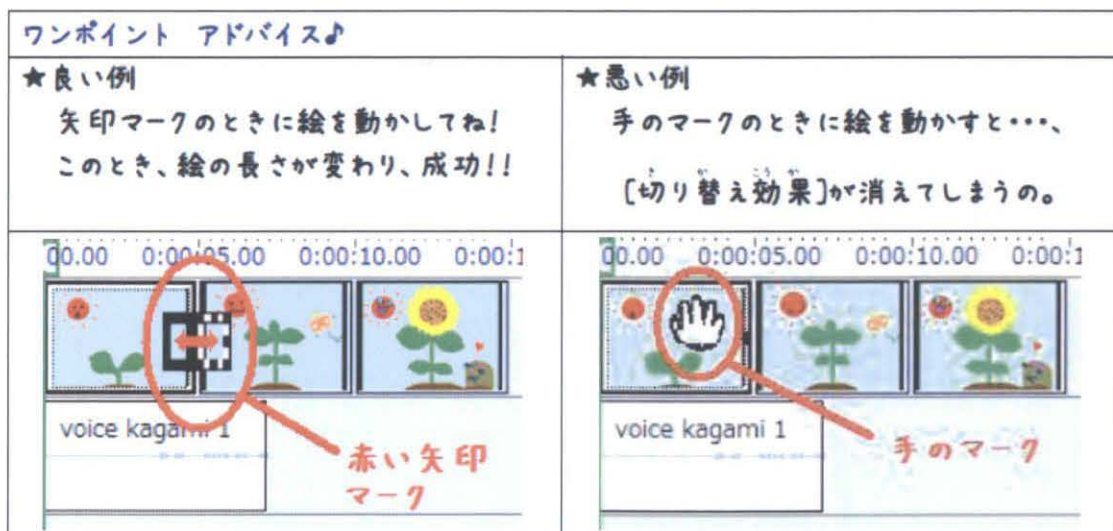 ワンポイント アドバイス♪
★良い例
矢印マークのときに絵を動かしてね!
このとき、絵の長さが変わり、成功!!
★悪い例
手のマークのときに絵を動かすと・・・、
[切り替え効果]が消えてしまうの。
00.00 0:00:05.00 0:00:10.00 0:00:1
voice kagami 1
赤い矢印
マーク
00.00 0:00:05.00 0:00:10.00 0:00:1
voice kagami 1
手のマーク